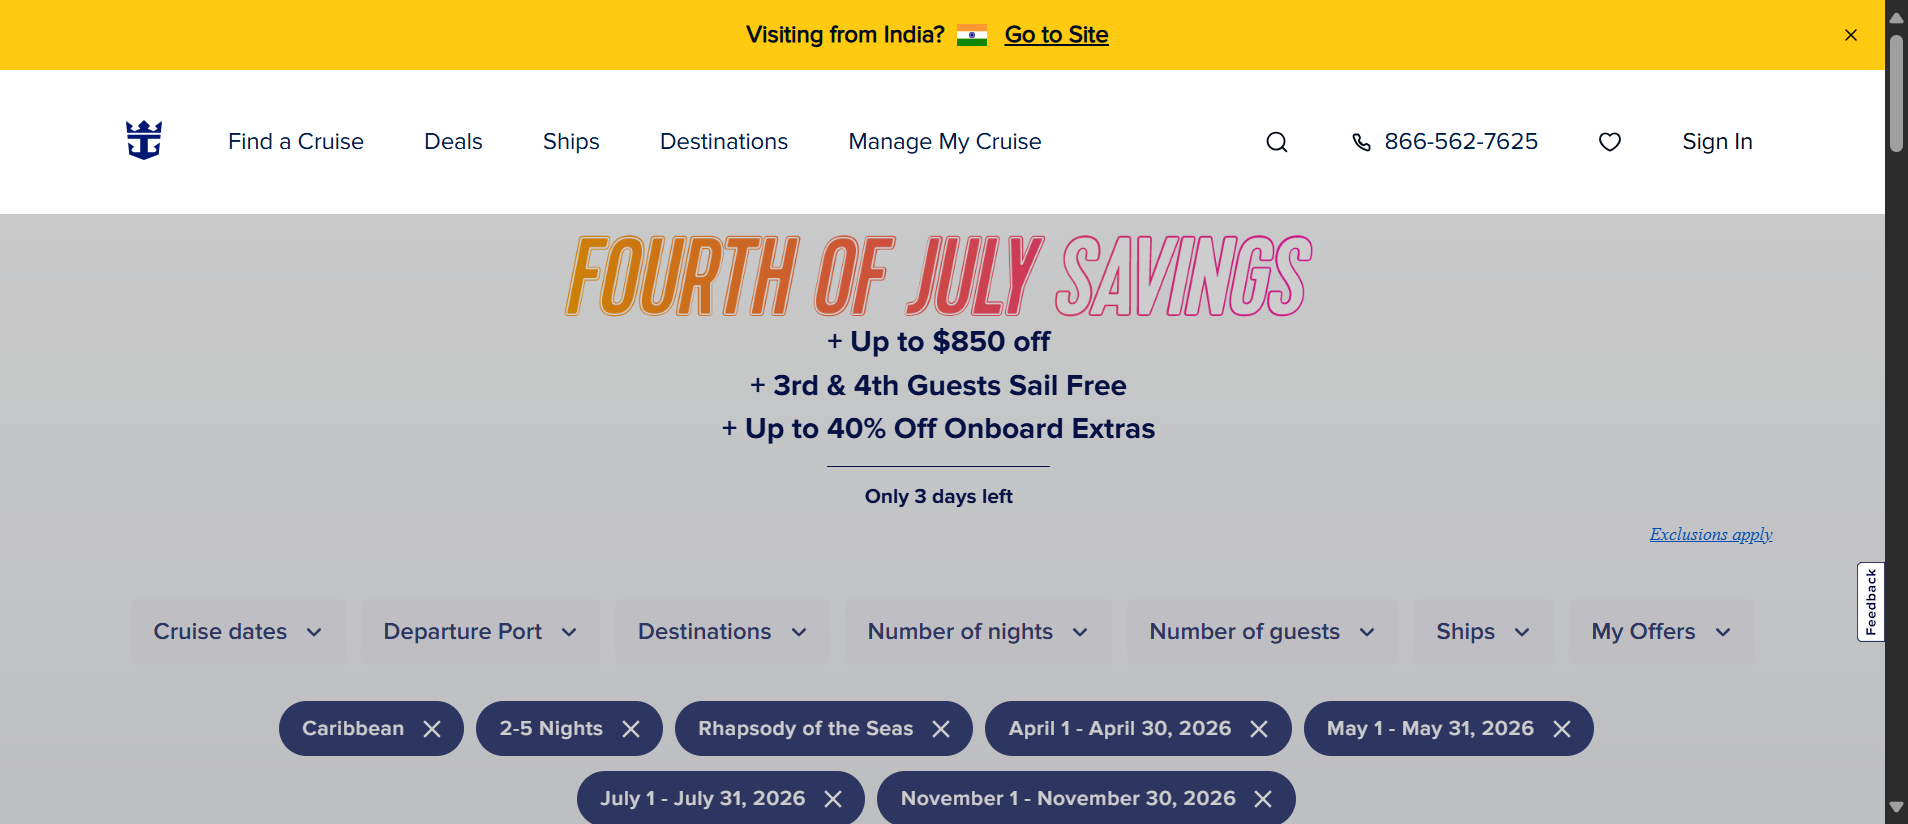 Visiting from India? Go to Site
Find a Cruise Deals Ships Destinations Manage My Cruise 866-562-7625 Sign In
FOURTH OF JULY SAVINGS
+ Up to $850 off
+ 3rd & 4th Guests Sail Free
+ Up to 40% Off Onboard Extras
Only 3 days left
Exclusions apply
Feedback
Cruise dates Departure Port Destinations Number of nights Number of guests Ships My Offers
Caribbean 2-5 Nights Rhapsody of the Seas April 1 - April 30, 2026 May 1 - May 31, 2026
July 1 - July 31, 2026 November 1 - November 30, 2026